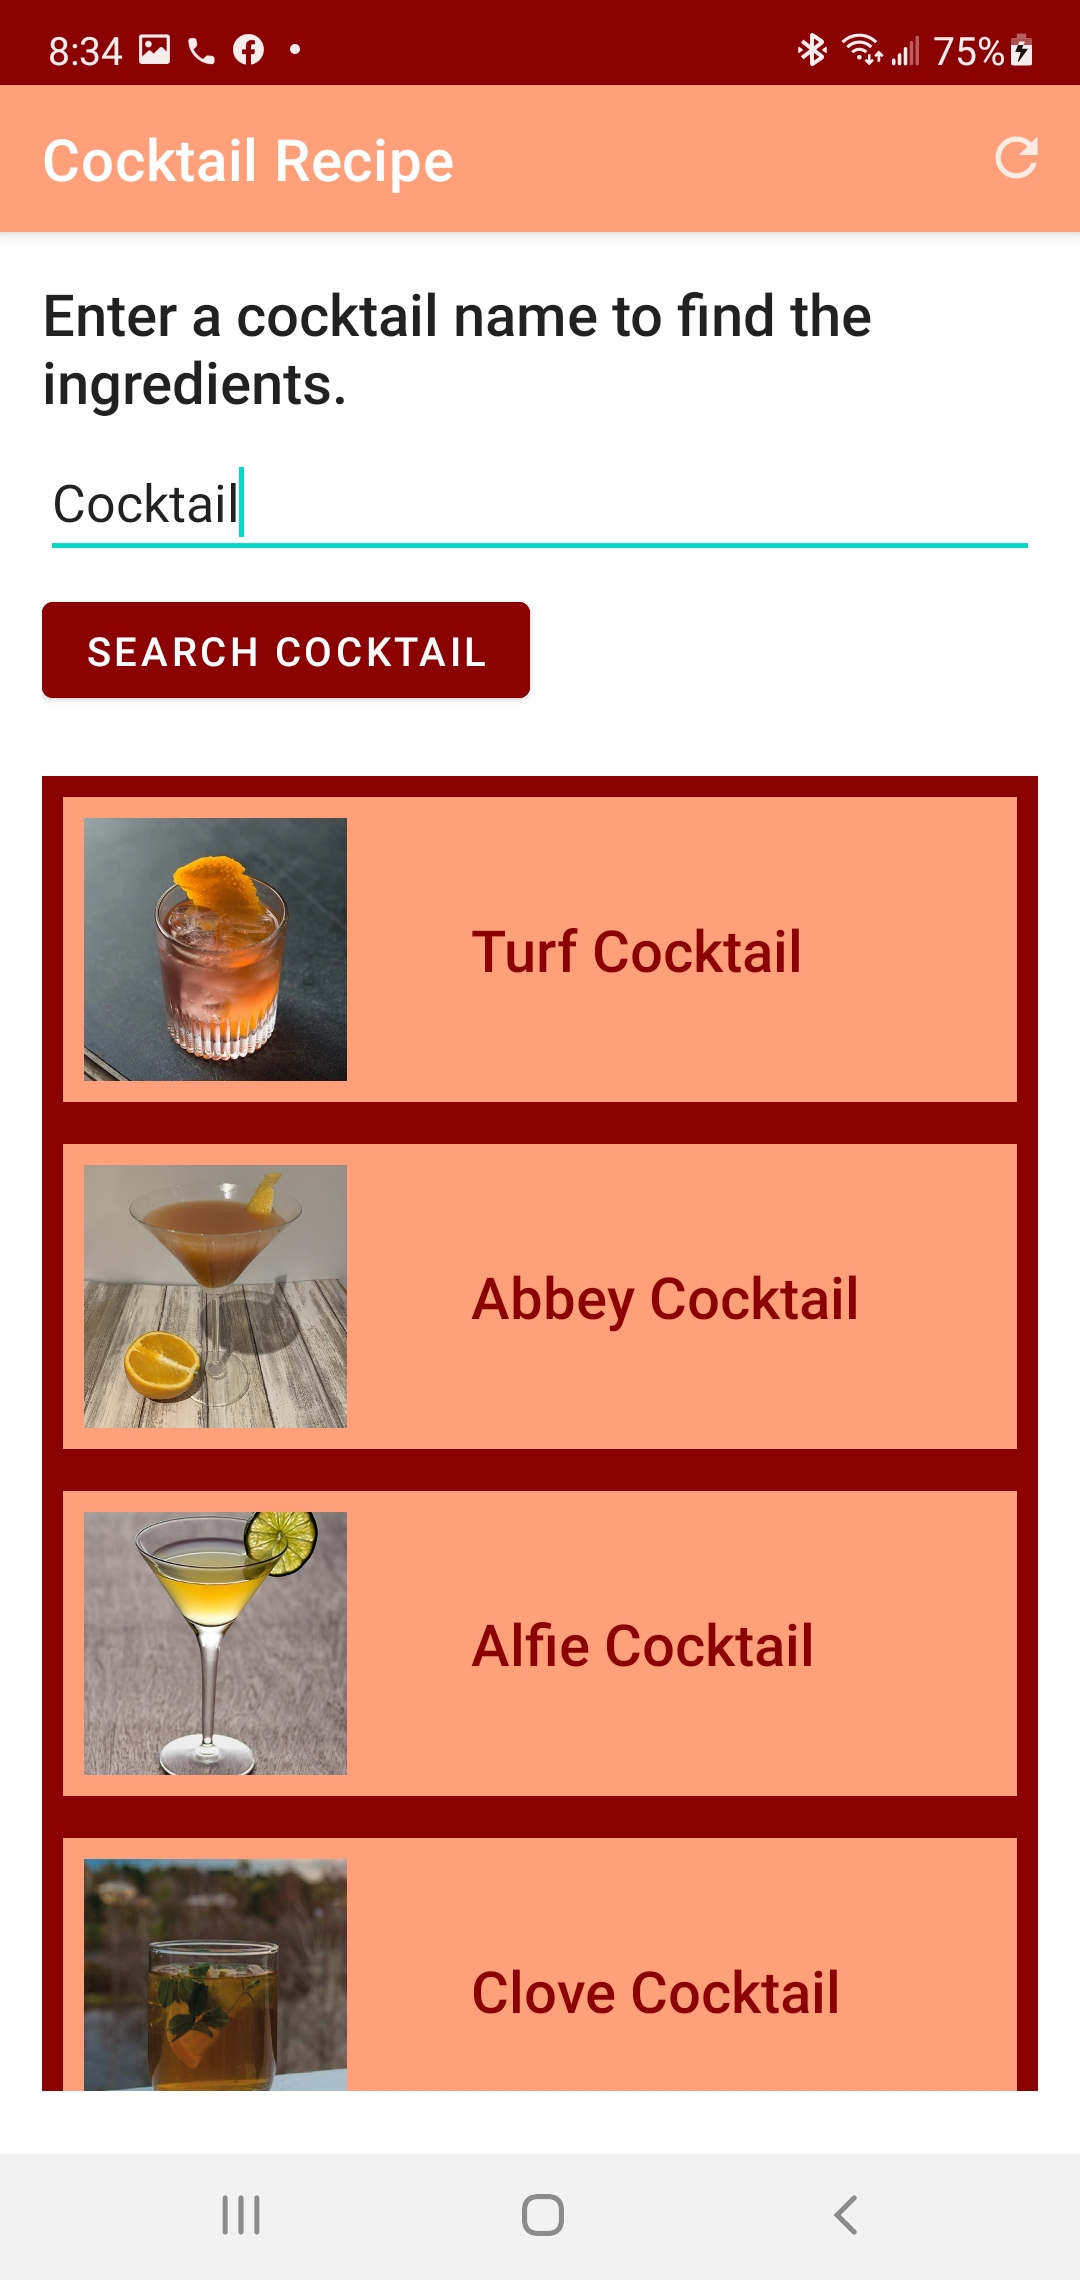 8:34
75%
Cocktail Recipe
Enter a cocktail name to find the
ingredients.
Cocktail
SEARCH COCKTAIL
Turf Cocktail
Abbey Cocktail
Alfie Cocktail
Clove Cocktail